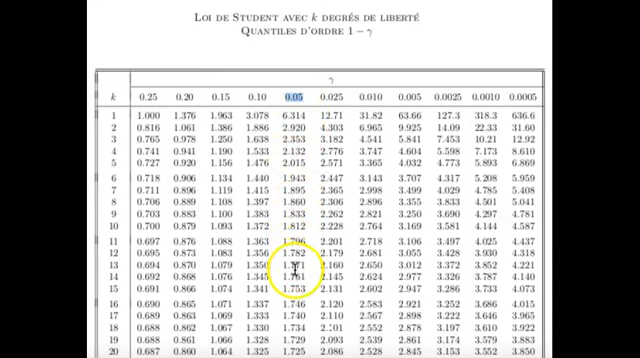 LOI DE STUDENT AVEC k DEGRÉS DE LIBERTÉ
QUANTILES D'ORDRE 1 − γ
γ
k 0.25 0.20 0.15 0.10 0.05 0.025 0.010 0.005 0.0025 0.0010 0.0005
1 1.000 1.376 1.963 3.078 6.314 12.71 31.82 63.66 127.3 318.3 636.6
2 0.816 1.061 1.386 1.886 2.920 4.303 6.965 9.925 14.09 22.33 31.60
3 0.765 0.978 1.250 1.638 2.353 3.182 4.541 5.841 7.453 10.21 12.92
4 0.741 0.941 1.190 1.533 2.132 2.776 3.747 4.604 5.598 7.173 8.610
5 0.727 0.920 1.156 1.476 2.015 2.571 3.365 4.032 4.773 5.893 6.869
6 0.718 0.906 1.134 1.440 1.943 2.447 3.143 3.707 4.317 5.208 5.959
7 0.711 0.896 1.119 1.415 1.895 2.365 2.998 3.499 4.029 4.785 5.408
8 0.706 0.889 1.108 1.397 1.860 2.306 2.896 3.355 3.833 4.501 5.041
9 0.703 0.883 1.100 1.383 1.833 2.262 2.821 3.250 3.690 4.297 4.781
10 0.700 0.879 1.093 1.372 1.812 2.228 2.764 3.169 3.581 4.144 4.587
11 0.697 0.876 1.088 1.363 1.796 2.201 2.718 3.106 3.497 4.025 4.437
12 0.695 0.873 1.083 1.356 1.782 2.179 2.681 3.055 3.428 3.930 4.318
13 0.694 0.870 1.079 1.350 1.771 2.160 2.650 3.012 3.372 3.852 4.221
14 0.692 0.868 1.076 1.345 1.761 2.145 2.624 2.977 3.326 3.787 4.140
15 0.691 0.866 1.074 1.341 1.753 2.131 2.602 2.947 3.286 3.733 4.073
16 0.690 0.865 1.071 1.337 1.746 2.120 2.583 2.921 3.252 3.686 4.015
17 0.689 0.863 1.069 1.333 1.740 2.110 2.567 2.898 3.222 3.646 3.965
18 0.688 0.862 1.067 1.330 1.734 2.101 2.552 2.878 3.197 3.610 3.922
19 0.688 0.861 1.066 1.328 1.729 2.093 2.539 2.861 3.174 3.579 3.883
20 0.687 0.860 1.064 1.325 1.725 2.086 2.528 2.845 3.153 3.552 3.850